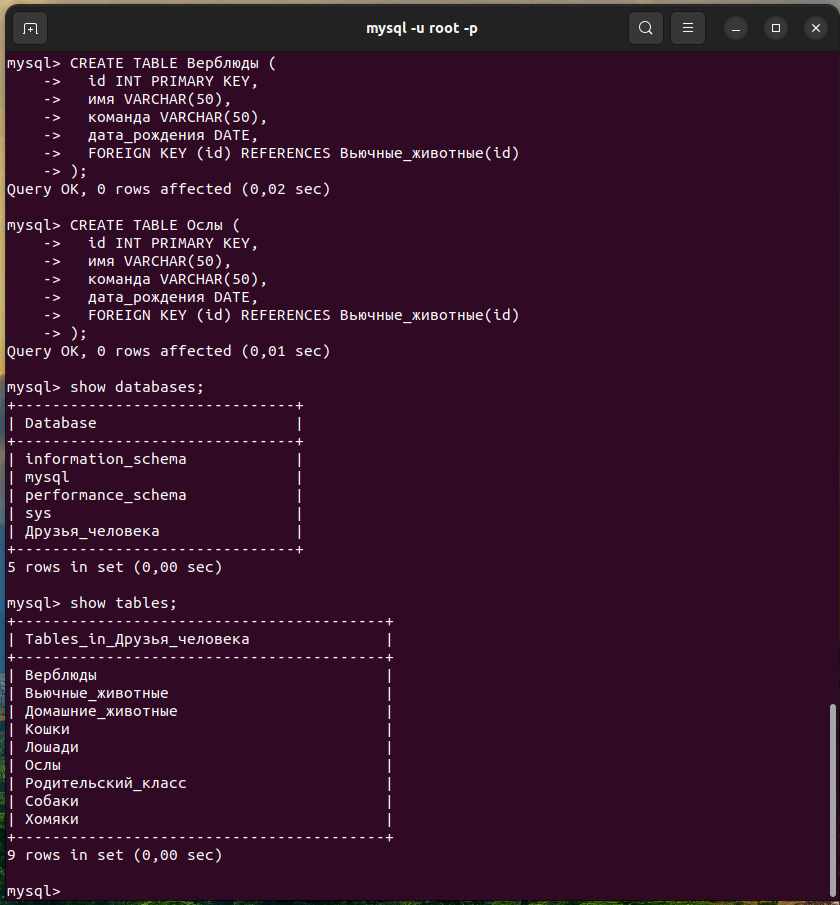 mysql -u root -p
mysql> CREATE TABLE Верблюды (
    ->   id INT PRIMARY KEY,
    ->   имя VARCHAR(50),
    ->   команда VARCHAR(50),
    ->   дата_рождения DATE,
    ->   FOREIGN KEY (id) REFERENCES Вьючные_животные(id)
    -> );
Query OK, 0 rows affected (0,02 sec)
mysql> CREATE TABLE Ослы (
    ->   id INT PRIMARY KEY,
    ->   имя VARCHAR(50),
    ->   команда VARCHAR(50),
    ->   дата_рождения DATE,
    ->   FOREIGN KEY (id) REFERENCES Вьючные_животные(id)
    -> );
Query OK, 0 rows affected (0,01 sec)
mysql> show databases;
+-------------------------------+
| Database                      |
+-------------------------------+
| information_schema            |
| mysql                         |
| performance_schema            |
| sys                           |
| Друзья_человека               |
+-------------------------------+
5 rows in set (0,00 sec)
mysql> show tables;
+-----------------------------------------+
| Tables_in_Друзья_человека               |
+-----------------------------------------+
| Верблюды                                |
| Вьючные_животные                        |
| Домашние_животные                       |
| Кошки                                   |
| Лошади                                  |
| Ослы                                    |
| Родительский_класс                      |
| Собаки                                  |
| Хомяки                                  |
+-----------------------------------------+
9 rows in set (0,00 sec)
mysql>